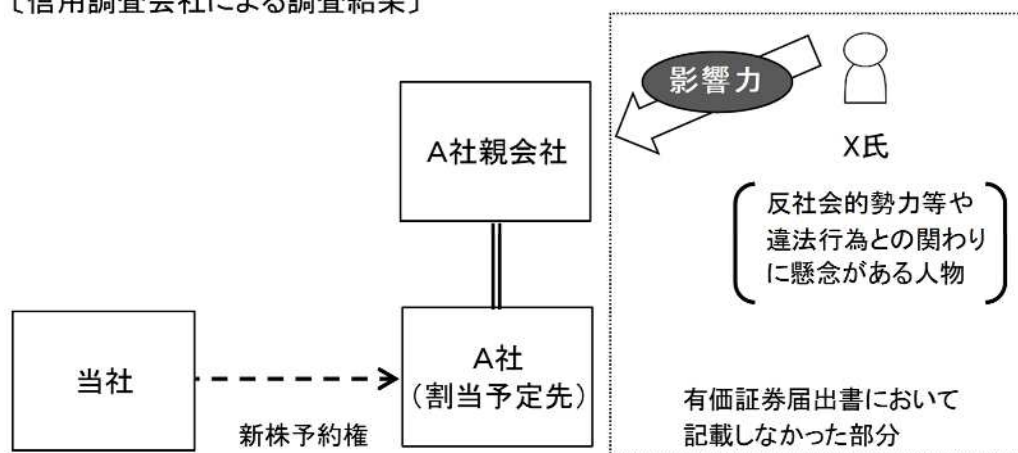 〔信用調査会社による調査結果〕
影響力
X氏
A社親会社
反社会的勢力等や
違法行為との関わり
に懸念がある人物
当社
新株予約権
A社
(割当予定先)
有価証券届出書において
記載しなかった部分